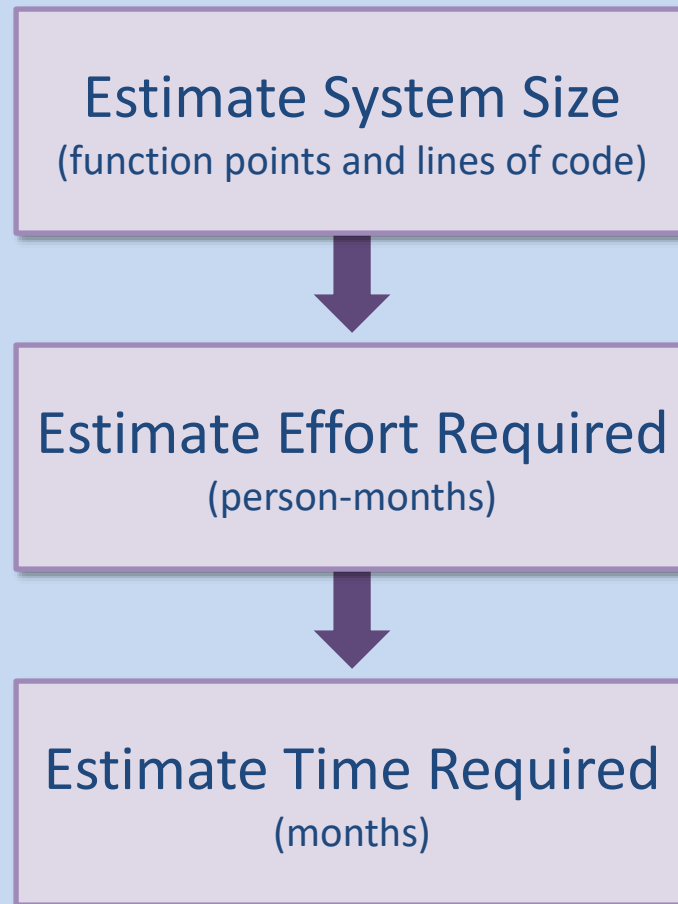 Estimate System Size
(function points and lines of code)
Estimate Effort Required
(person-months)
Estimate Time Required
(months)